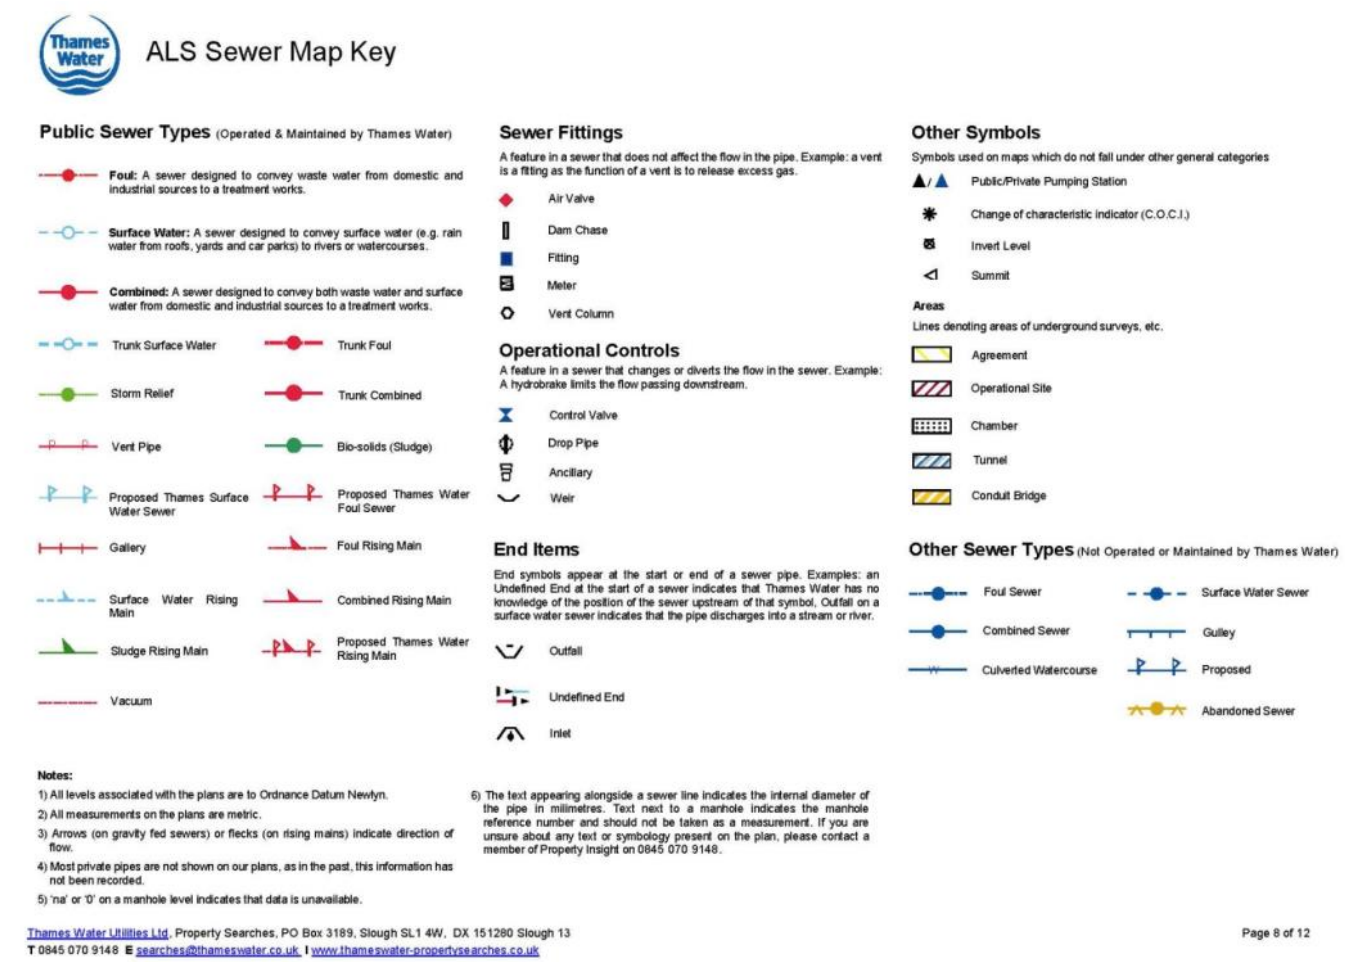 Thames
Water
ALS Sewer Map Key
Public Sewer Types (Operated & Maintained by Thames Water)
Foul: A sewer designed to convey waste water from domestic and
industrial sources to a treatment works.
Surface Water: A sewer designed to convey surface water (e.g. rain
water from roofs, yards and car parks) to rivers or watercourses.
Combined: A sewer designed to convey both waste water and surface
water from domestic and industrial sources to a treatment works.
Trunk Surface Water
Trunk Foul
Storm Relief
Trunk Combined
Vent Pipe
Bio-solids (Sludge)
Proposed Thames Surface
Water Sewer
Proposed Thames Water
Foul Sewer
Gallery
Foul Rising Main
Surface Water Rising
Main
Combined Rising Main
Sludge Rising Main
Proposed Thames Water
Rising Main
Vacuum
Sewer Fittings
A feature in a sewer that does not affect the flow in the pipe. Example: a vent
is a fitting as the function of a vent is to release excess gas.
Air Valve
Dam Chase
Fitting
Meter
Vent Column
Operational Controls
A feature in a sewer that changes or diverts the flow in the sewer. Example:
A hydrobrake limits the flow passing downstream.
Control Valve
Drop Pipe
Ancillary
Weir
End Items
End symbols appear at the start or end of a sewer pipe. Examples: an
Undefined End at the start of a sewer indicates that Thames Water has no
knowledge of the position of the sewer upstream of that symbol, Outfall on a
surface water sewer indicates that the pipe discharges into a stream or river.
Outfall
Undefined End
Inlet
Other Symbols
Symbols used on maps which do not fall under other general categories
Public/Private Pumping Station
Change of characteristic indicator (C.O.C.I.)
Invert Level
Summit
Areas
Lines denoting areas of underground surveys, etc.
Agreement
Operational Site
Chamber
Tunnel
Conduit Bridge
Other Sewer Types (Not Operated or Maintained by Thames Water)
Foul Sewer
Surface Water Sewer
Combined Sewer
Gulley
Culverted Watercourse
Proposed
Abandoned Sewer
Notes:
1) All levels associated with the plans are to Ordnance Datum Newlyn.
2) All measurements on the plans are metric.
3) Arrows (on gravity fed sewers) or flecks (on rising mains) indicate direction of
flow.
4) Most private pipes are not shown on our plans, as in the past, this information has
not been recorded.
5) 'na' or '0' on a manhole level indicates that data is unavailable.
6) The text appearing alongside a sewer line indicates the internal diameter of
the pipe in milimetres. Text next to a manhole indicates the manhole
reference number and should not be taken as a measurement. If you are
unsure about any text or symbology present on the plan, please contact a
member of Property Insight on 0845 070 9148.
Thames Water Utilities Ltd, Property Searches, PO Box 3189, Slough SL1 4W, DX 151280 Slough 13
T 0845 070 9148 E searches@thameswater.co.uk I www.thameswater-propertysearches.co.uk
Page 8 of 12